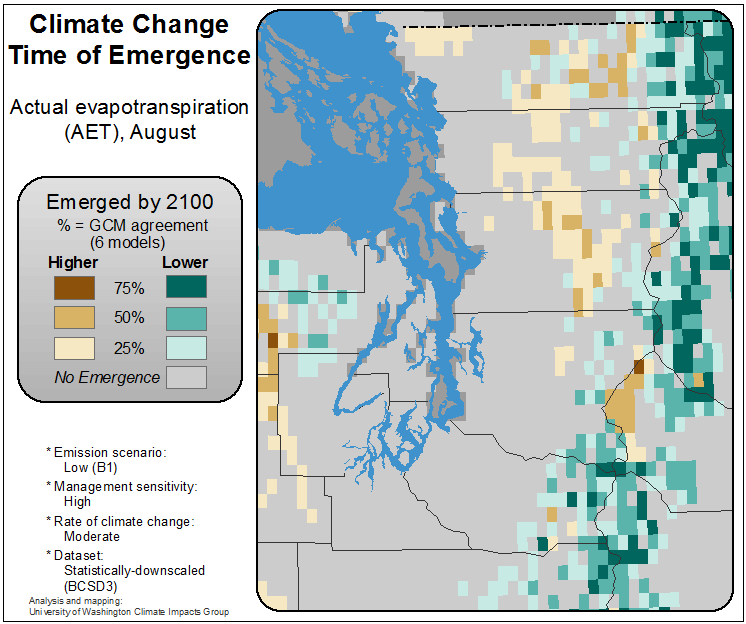 Climate Change
Time of Emergence
Actual evapotranspiration
(AET), August
Emerged by 2100
% = GCM agreement
(6 models)
Higher Lower
75%
50%
25%
No Emergence
* Emission scenario:
Low (B1)
* Management sensitivity:
High
* Rate of climate change:
Moderate
* Dataset:
Statistically-downscaled
(BCSD3)
Analysis and mapping:
University of Washington Climate Impacts Group